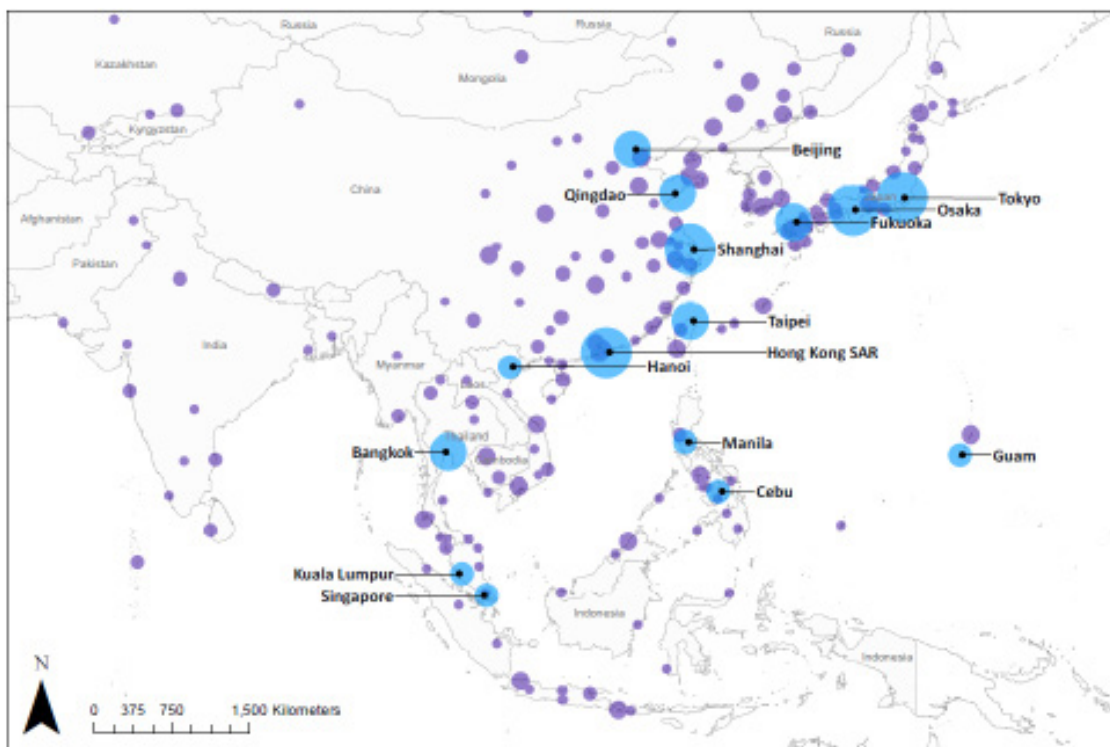 Russia
Russia
Russia
Kazakhstan
Mongolia
Kyrgyzstan
Beijing
China
Qingdao
Tokyo
Osaka
Afghanistan
Fukuoka
Shanghai
Pakistan
Taipei
India
Hong Kong SAR
Myanmar
Hanoi
Laos
Thailand
Manila
Bangkok
Guam
Cambodia
Cebu
Kuala Lumpur
Singapore
Indonesia
Indonesia
N
0 375 750 1,500 Kilometers